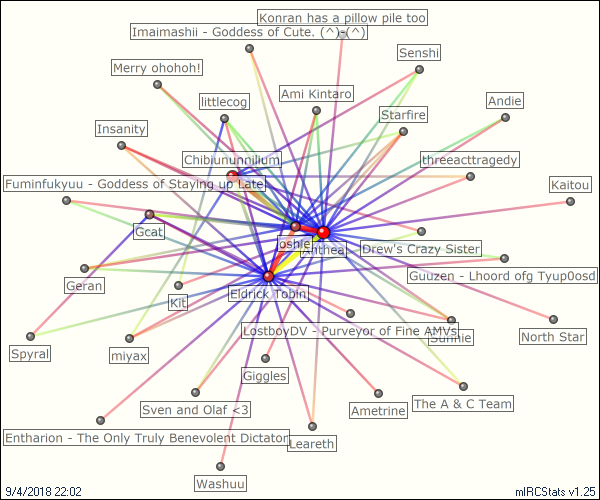 Konran has a pillow pile too
Imaimashii - Goddess of Cute. (^)-(^)
Senshi
Merry ohohoh!
littlecog
Ami Kintaro
Andie
Starfire
Insanity
Chibiununnilium
threeacttragedy
Fuminfukyuu - Goddess of Staying up Late
Kaitou
Gcat
oshie
Anthea
Drew's Crazy Sister
Geran
Guuzen - Lhoord ofg Tyup0osd
Kit
Eldrick Tobin
LostboyDV - Purveyor of Fine AMVs
Sunnie
North Star
Spyral
miyax
Giggles
Sven and Olaf <3
Ametrine
The A & C Team
Entharion - The Only Truly Benevolent Dictator
Leareth
Washuu
9/4/2018 22:02
mIRCStats v1.25